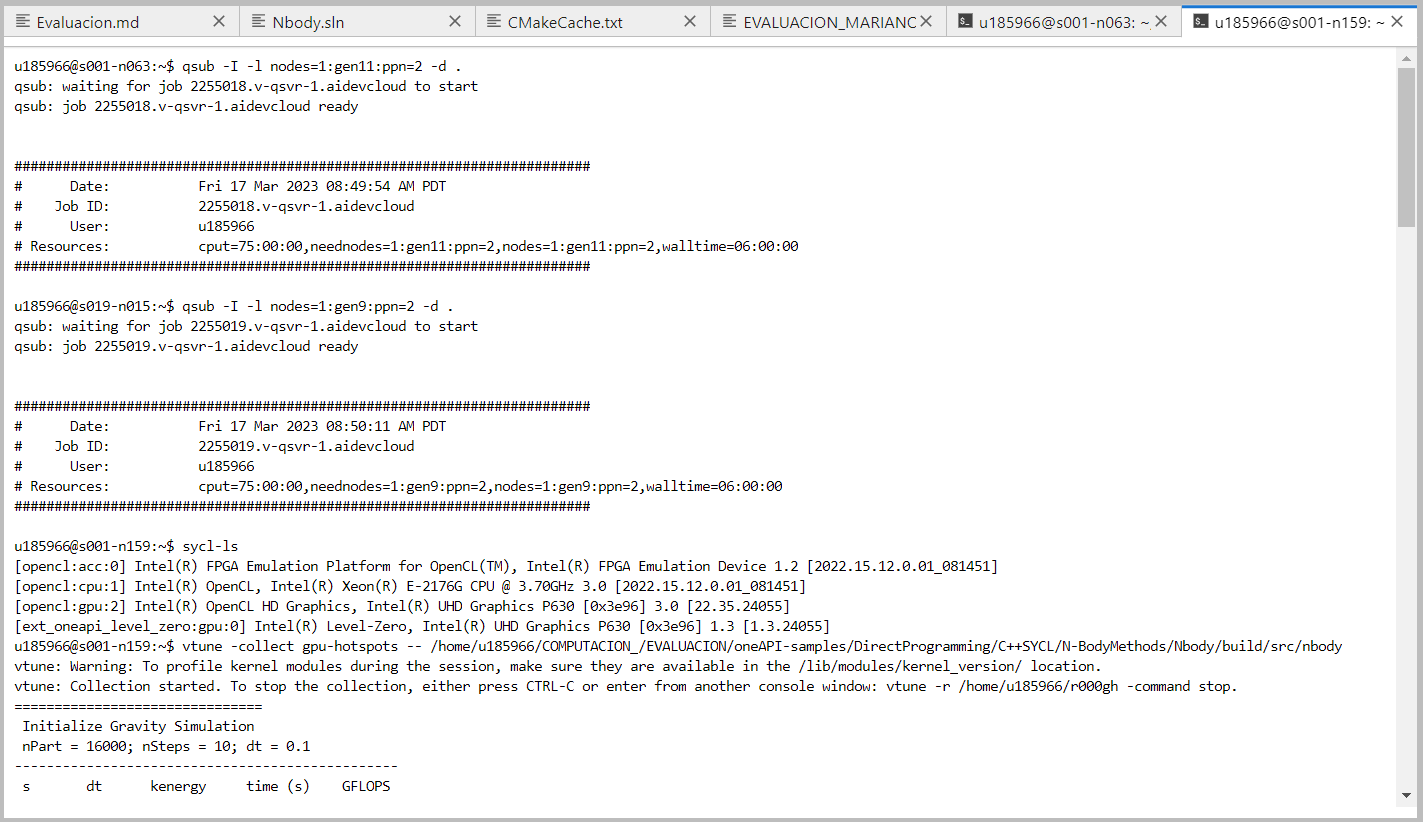 Evaluacion.md
Nbody.sln
CMakeCache.txt
EVALUACION_MARIANC
u185966@s001-n063: ~
u185966@s001-n159: ~
u185966@s001-n063:~$ qsub -I -l nodes=1:gen11:ppn=2 -d .
qsub: waiting for job 2255018.v-qsvr-1.aidevcloud to start
qsub: job 2255018.v-qsvr-1.aidevcloud ready
########################################################################
#      Date:           Fri 17 Mar 2023 08:49:54 AM PDT
#    Job ID:           2255018.v-qsvr-1.aidevcloud
#      User:           u185966
# Resources:           cput=75:00:00,neednodes=1:gen11:ppn=2,nodes=1:gen11:ppn=2,walltime=06:00:00
########################################################################
u185966@s019-n015:~$ qsub -I -l nodes=1:gen9:ppn=2 -d .
qsub: waiting for job 2255019.v-qsvr-1.aidevcloud to start
qsub: job 2255019.v-qsvr-1.aidevcloud ready
########################################################################
#      Date:           Fri 17 Mar 2023 08:50:11 AM PDT
#    Job ID:           2255019.v-qsvr-1.aidevcloud
#      User:           u185966
# Resources:           cput=75:00:00,neednodes=1:gen9:ppn=2,nodes=1:gen9:ppn=2,walltime=06:00:00
########################################################################
u185966@s001-n159:~$ sycl-ls
[opencl:acc:0] Intel(R) FPGA Emulation Platform for OpenCL(TM), Intel(R) FPGA Emulation Device 1.2 [2022.15.12.0.01_081451]
[opencl:cpu:1] Intel(R) OpenCL, Intel(R) Xeon(R) E-2176G CPU @ 3.70GHz 3.0 [2022.15.12.0.01_081451]
[opencl:gpu:2] Intel(R) OpenCL HD Graphics, Intel(R) UHD Graphics P630 [0x3e96] 3.0 [22.35.24055]
[ext_oneapi_level_zero:gpu:0] Intel(R) Level-Zero, Intel(R) UHD Graphics P630 [0x3e96] 1.3 [1.3.24055]
u185966@s001-n159:~$ vtune -collect gpu-hotspots -- /home/u185966/COMPUTACION_/EVALUACION/oneAPI-samples/DirectProgramming/C++SYCL/N-BodyMethods/Nbody/build/src/nbody
vtune: Warning: To profile kernel modules during the session, make sure they are available in the /lib/modules/kernel_version/ location.
vtune: Collection started. To stop the collection, either press CTRL-C or enter from another console window: vtune -r /home/u185966/r000gh -command stop.
===============================
 Initialize Gravity Simulation
 nPart = 16000; nSteps = 10; dt = 0.1
------------------------------------------------
 s       dt      kenergy     time (s)    GFLOPS